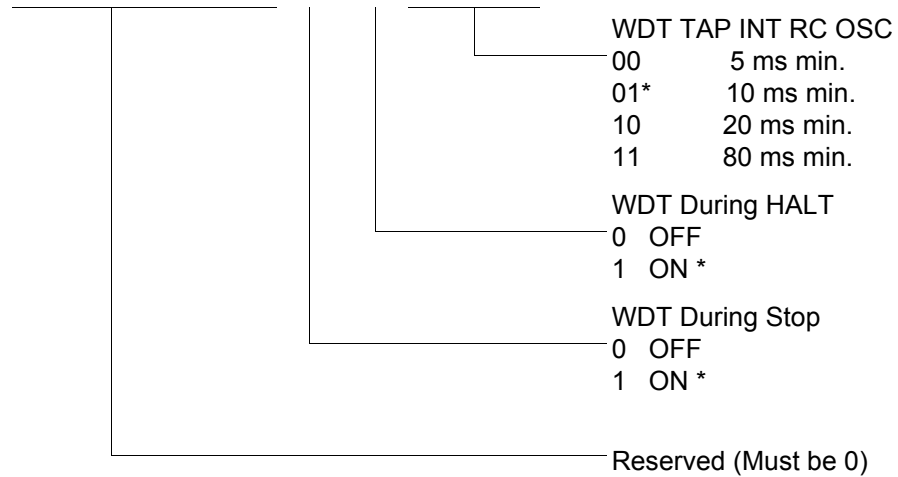 WDT TAP INT RC OSC
00 5 ms min.
01* 10 ms min.
10 20 ms min.
11 80 ms min.
WDT During HALT
0 OFF
1 ON *
WDT During Stop
0 OFF
1 ON *
Reserved (Must be 0)